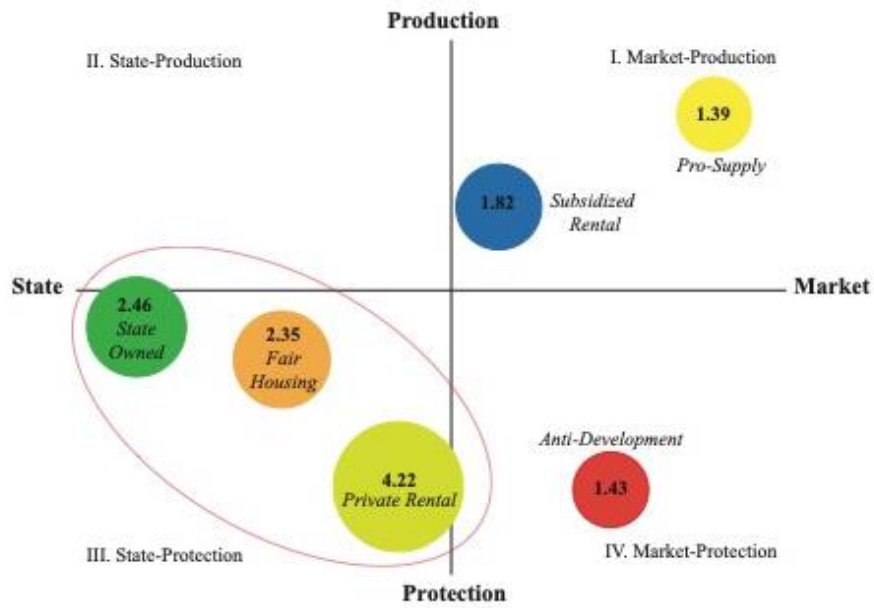 Production
II. State-Production
I. Market-Production
1.39
Pro-Supply
1.82
Subsidized
Rental
State
Market
2.46
State
Owned
2.35
Fair
Housing
Anti-Development
4.22
Private Rental
1.43
III. State-Protection
IV. Market-Protection
Protection